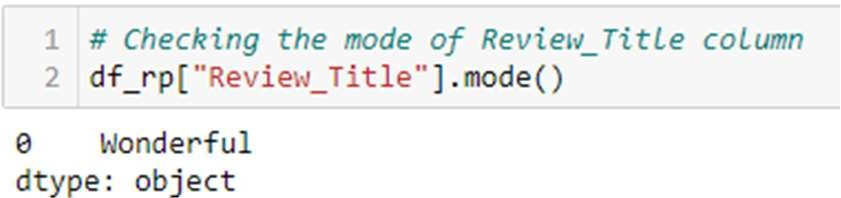 1 # Checking the mode of Review_Title column
2 df_rp["Review_Title"].mode()
0    Wonderful
dtype: object